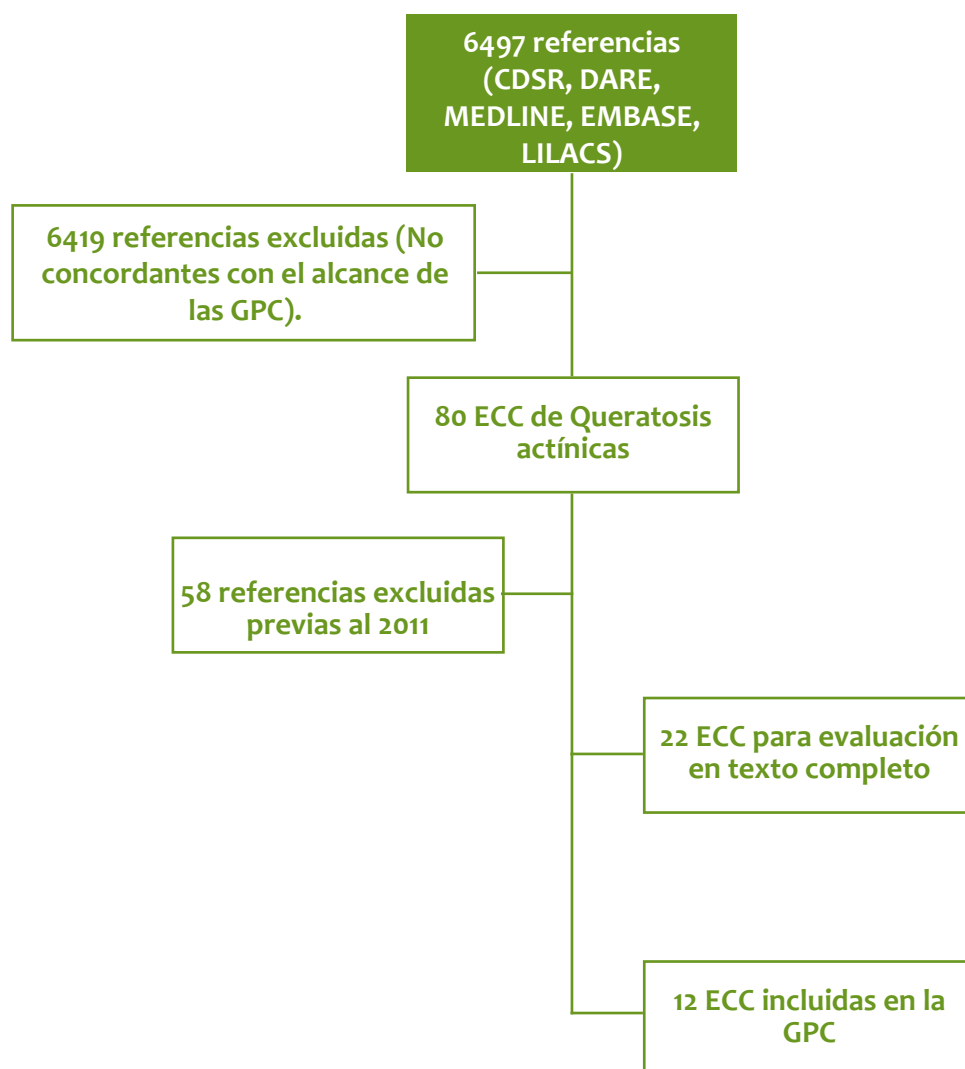 6497 referencias
(CDSR, DARE,
MEDLINE, EMBASE,
LILACS)
6419 referencias excluidas (No
concordantes con el alcance de
las GPC).
80 ECC de Queratosis
actínicas
58 referencias excluidas
previas al 2011
22 ECC para evaluación
en texto completo
12 ECC incluidas en la
GPC